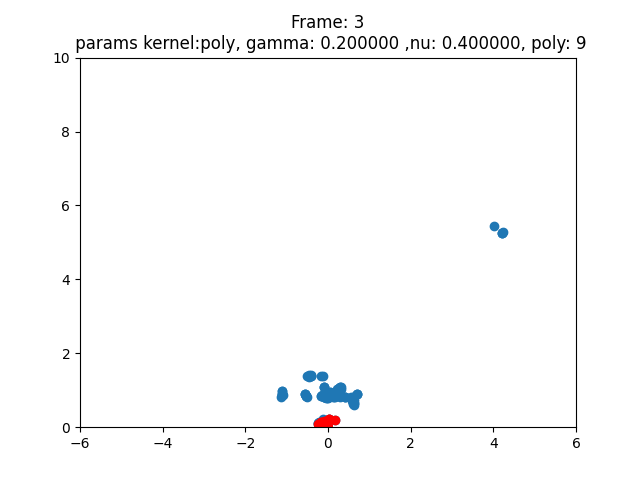 Frame: 3
params kernel:poly, gamma: 0.200000 ,nu: 0.400000, poly: 9
10
8
6
4
2
0
−6 −4 −2 0 2 4 6